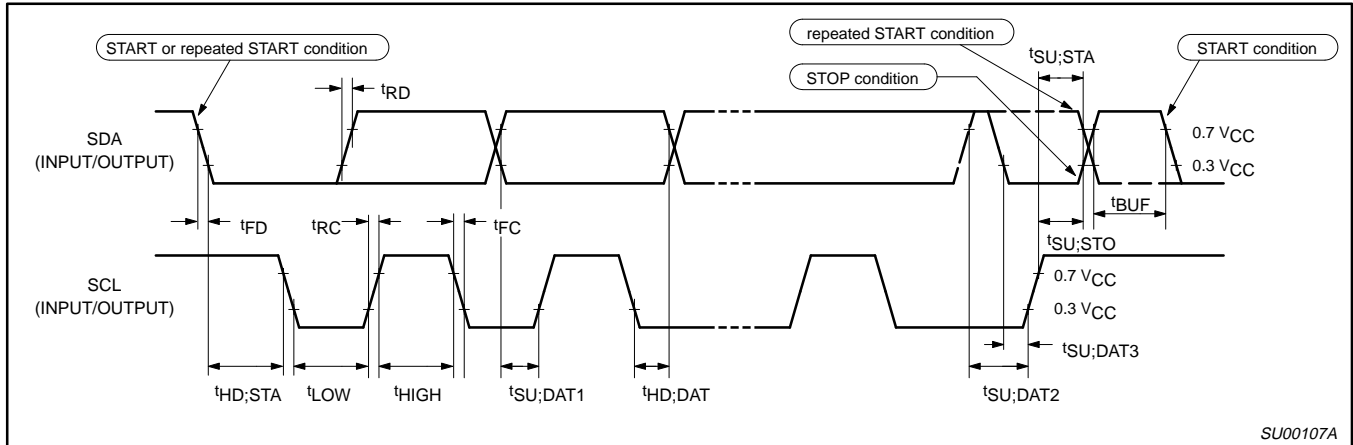 START or repeated START condition
repeated START condition
START condition
tSU;STA
STOP condition
tRD
SDA
(INPUT/OUTPUT)
0.7 VCC
0.3 VCC
tFD
tRC
tFC
tBUF
tSU;STO
SCL
(INPUT/OUTPUT)
0.7 VCC
0.3 VCC
tSU;DAT3
tHD;STA
tLOW
tHIGH
tSU;DAT1
tHD;DAT
tSU;DAT2
SU00107A